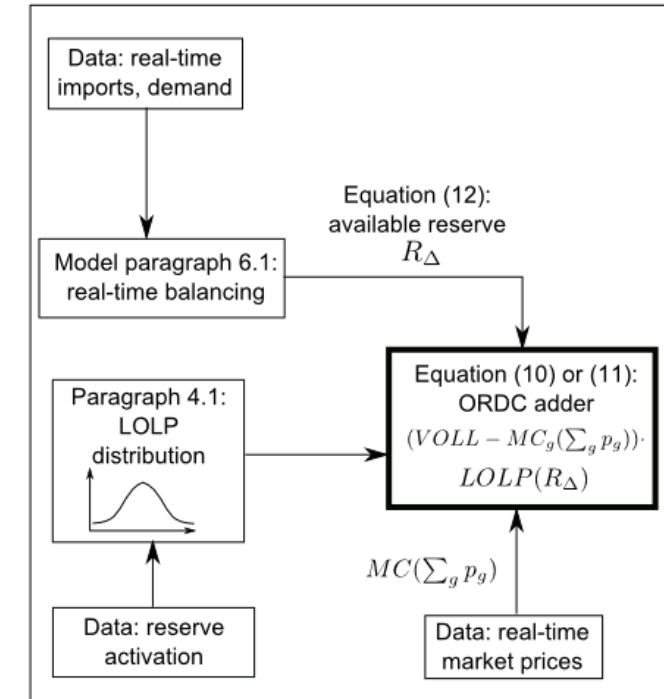 Data: real-time
imports, demand
Equation (12):
available reserve
R_Δ
Model paragraph 6.1:
real-time balancing
Equation (10) or (11):
ORDC adder
(VOLL − MC_g(∑_g p_g))·
LOLP(R_Δ)
Paragraph 4.1:
LOLP
distribution
MC(∑_g p_g)
Data: reserve
activation
Data: real-time
market prices